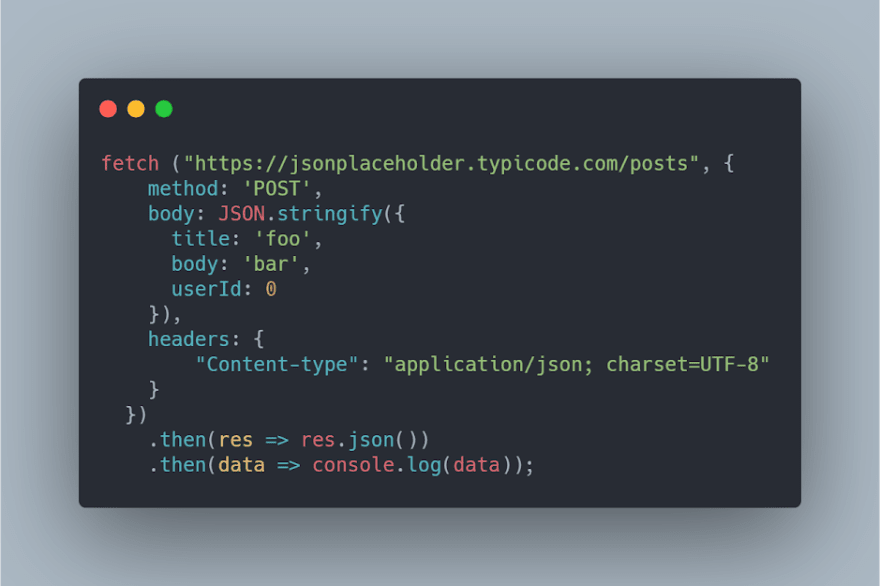 fetch ("https://jsonplaceholder.typicode.com/posts", {
    method: 'POST',
    body: JSON.stringify({
      title: 'foo',
      body: 'bar',
      userId: 0
    }),
    headers: {
        "Content-type": "application/json; charset=UTF-8"
    }
  })
    .then(res => res.json())
    .then(data => console.log(data));